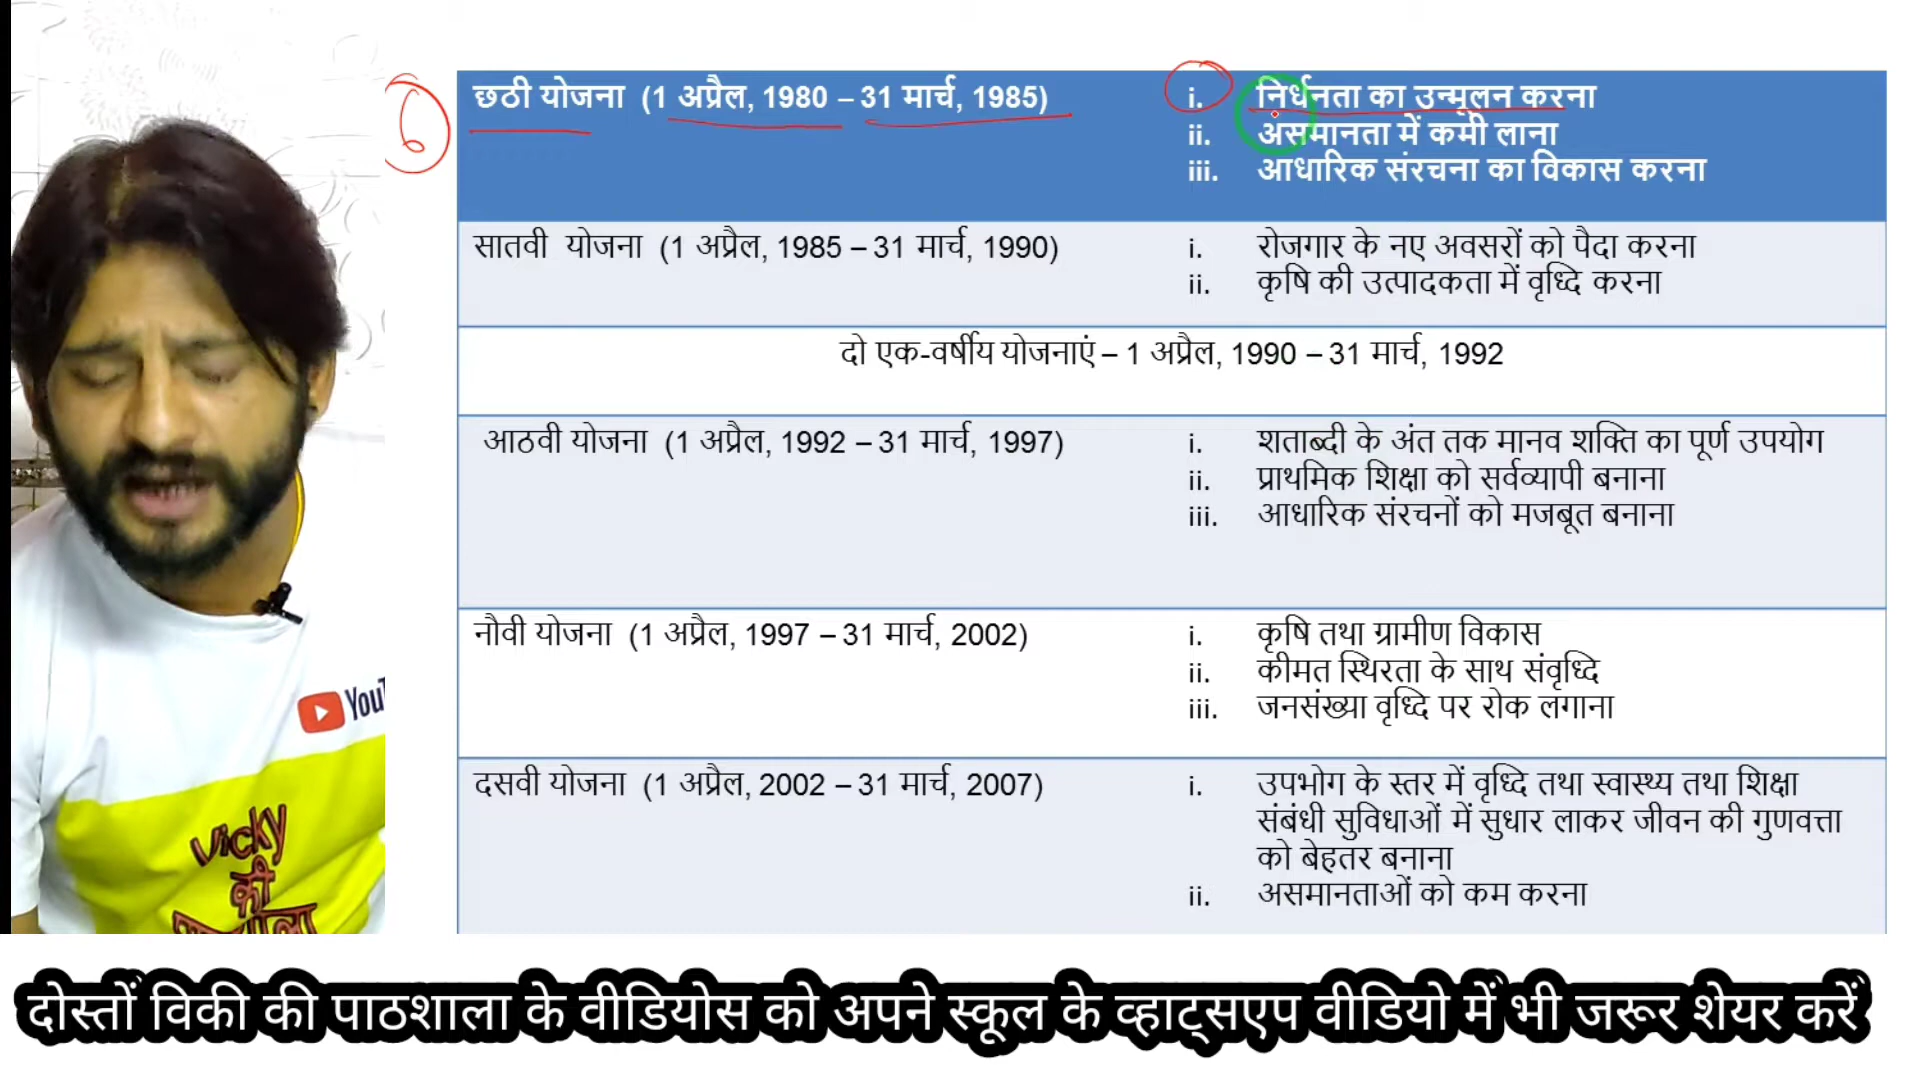 6
छठी योजना (1 अप्रैल, 1980 – 31 मार्च, 1985)
i. निर्धनता का उन्मूलन करना
ii. असमानता में कमी लाना
iii. आधारिक संरचना का विकास करना
सातवी योजना (1 अप्रैल, 1985 – 31 मार्च, 1990)
i. रोजगार के नए अवसरों को पैदा करना
ii. कृषि की उत्पादकता में वृध्दि करना
दो एक-वर्षीय योजनाएं – 1 अप्रैल, 1990 – 31 मार्च, 1992
आठवी योजना (1 अप्रैल, 1992 – 31 मार्च, 1997)
i. शताब्दी के अंत तक मानव शक्ति का पूर्ण उपयोग
ii. प्राथमिक शिक्षा को सर्वव्यापी बनाना
iii. आधारिक संरचनों को मजबूत बनाना
नौवी योजना (1 अप्रैल, 1997 – 31 मार्च, 2002)
i. कृषि तथा ग्रामीण विकास
ii. कीमत स्थिरता के साथ संवृध्दि
iii. जनसंख्या वृध्दि पर रोक लगाना
दसवी योजना (1 अप्रैल, 2002 – 31 मार्च, 2007)
i. उपभोग के स्तर में वृध्दि तथा स्वास्थ्य तथा शिक्षा
संबंधी सुविधाओं में सुधार लाकर जीवन की गुणवत्ता
को बेहतर बनाना
ii. असमानताओं को कम करना
You
Vicky
की
दोस्तों विकी की पाठशाला के वीडियोस को अपने स्कूल के व्हाट्सएप वीडियो में भी जरूर शेयर करें